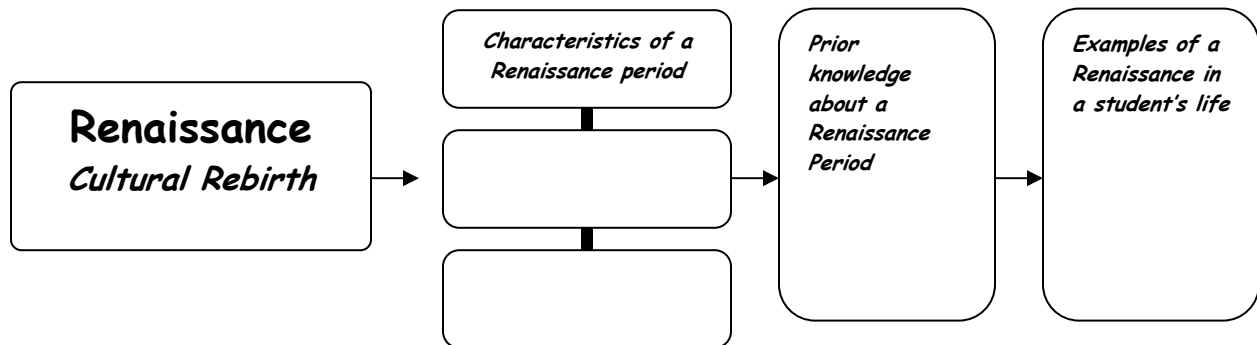 Renaissance
Cultural Rebirth
Characteristics of a
Renaissance period
Prior
knowledge
about a
Renaissance
Period
Examples of a
Renaissance in
a student's life